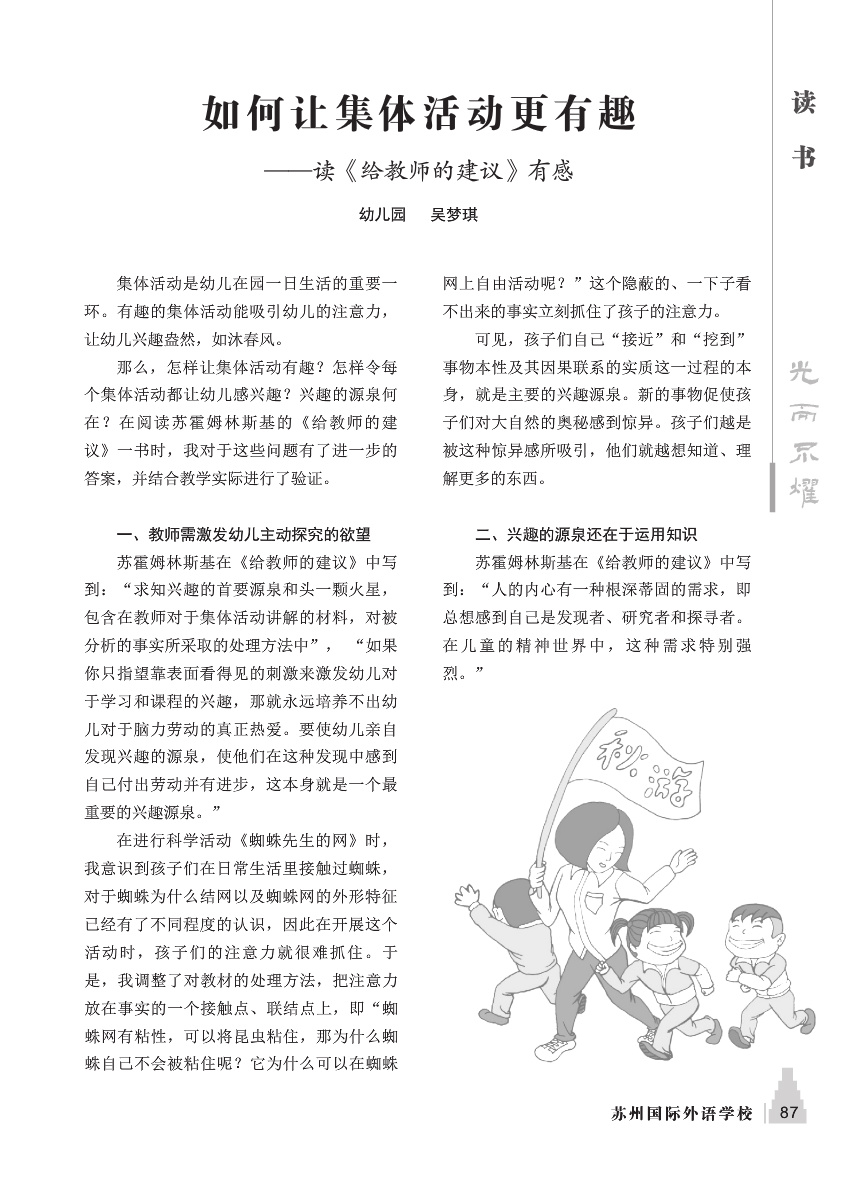 如何让集体活动更有趣
——读《给教师的建议》有感
幼儿园 吴梦琪
集体活动是幼儿在园一日生活的重要一
环。有趣的集体活动能吸引幼儿的注意力，
让幼儿兴趣盎然，如沐春风。
那么，怎样让集体活动有趣？怎样令每
个集体活动都让幼儿感兴趣？兴趣的源泉何
在？在阅读苏霍姆林斯基的《给教师的建
议》一书时，我对于这些问题有了进一步的
答案，并结合教学实际进行了验证。
一、教师需激发幼儿主动探究的欲望
苏霍姆林斯基在《给教师的建议》中写
到：“求知兴趣的首要源泉和头一颗火星，
包含在教师对于集体活动讲解的材料，对被
分析的事实所采取的处理方法中”，“如果
你只指望靠表面看得见的刺激来激发幼儿对
于学习和课程的兴趣，那就永远培养不出幼
儿对于脑力劳动的真正热爱。要使幼儿亲自
发现兴趣的源泉，使他们在这种发现中感到
自己付出劳动并有进步，这本身就是一个最
重要的兴趣源泉。”
在进行科学活动《蜘蛛先生的网》时，
我意识到孩子们在日常生活里接触过蜘蛛，
对于蜘蛛为什么结网以及蜘蛛网的外形特征
已经有了不同程度的认识，因此在开展这个
活动时，孩子们的注意力就很难抓住。于
是，我调整了对教材的处理方法，把注意力
放在事实的一个接触点、联结点上，即“蜘
蛛网有粘性，可以将昆虫粘住，那为什么蜘
蛛自己不会被粘住呢？它为什么可以在蜘蛛
网上自由活动呢？”这个隐蔽的、一下子看
不出来的事实立刻抓住了孩子的注意力。
可见，孩子们自己“接近”和“挖到”
事物本性及其因果联系的实质这一过程的本
身，就是主要的兴趣源泉。新的事物促使孩
子们对大自然的奥秘感到惊异。孩子们越是
被这种惊异感所吸引，他们就越想知道、理
解更多的东西。
二、兴趣的源泉还在于运用知识
苏霍姆林斯基在《给教师的建议》中写
到：“人的内心有一种根深蒂固的需求，即
总想感到自己是发现者、研究者和探寻者。
在儿童的精神世界中，这种需求特别强
烈。”
秋游
读书
光而不耀
苏州国际外语学校 87